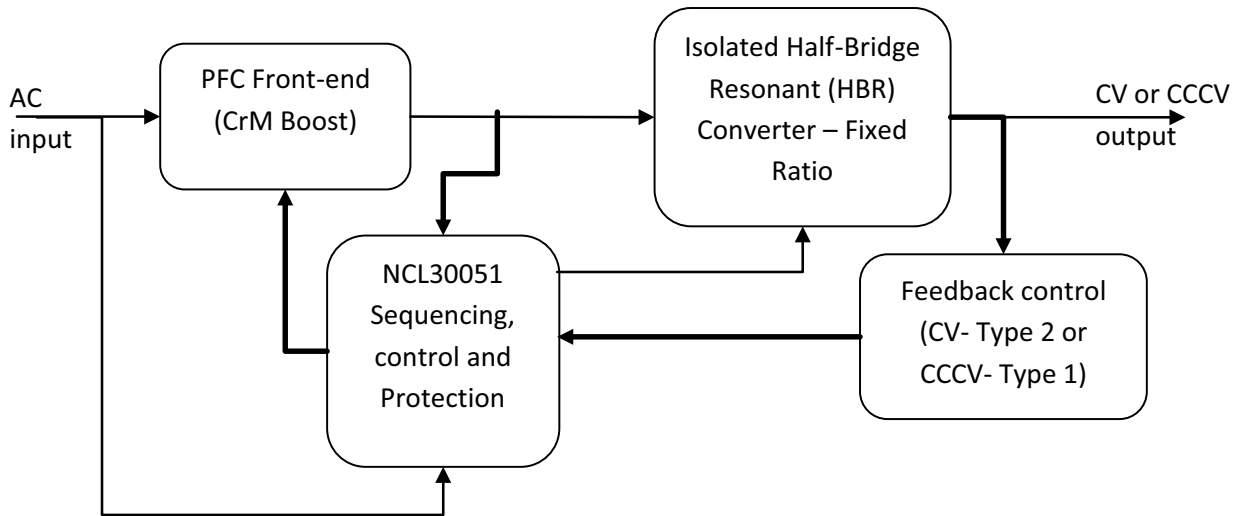 AC
input
PFC Front-end
(CrM Boost)
Isolated Half-Bridge
Resonant (HBR)
Converter – Fixed
Ratio
CV or CCCV
output
NCL30051
Sequencing,
control and
Protection
Feedback control
(CV- Type 2 or
CCCV- Type 1)